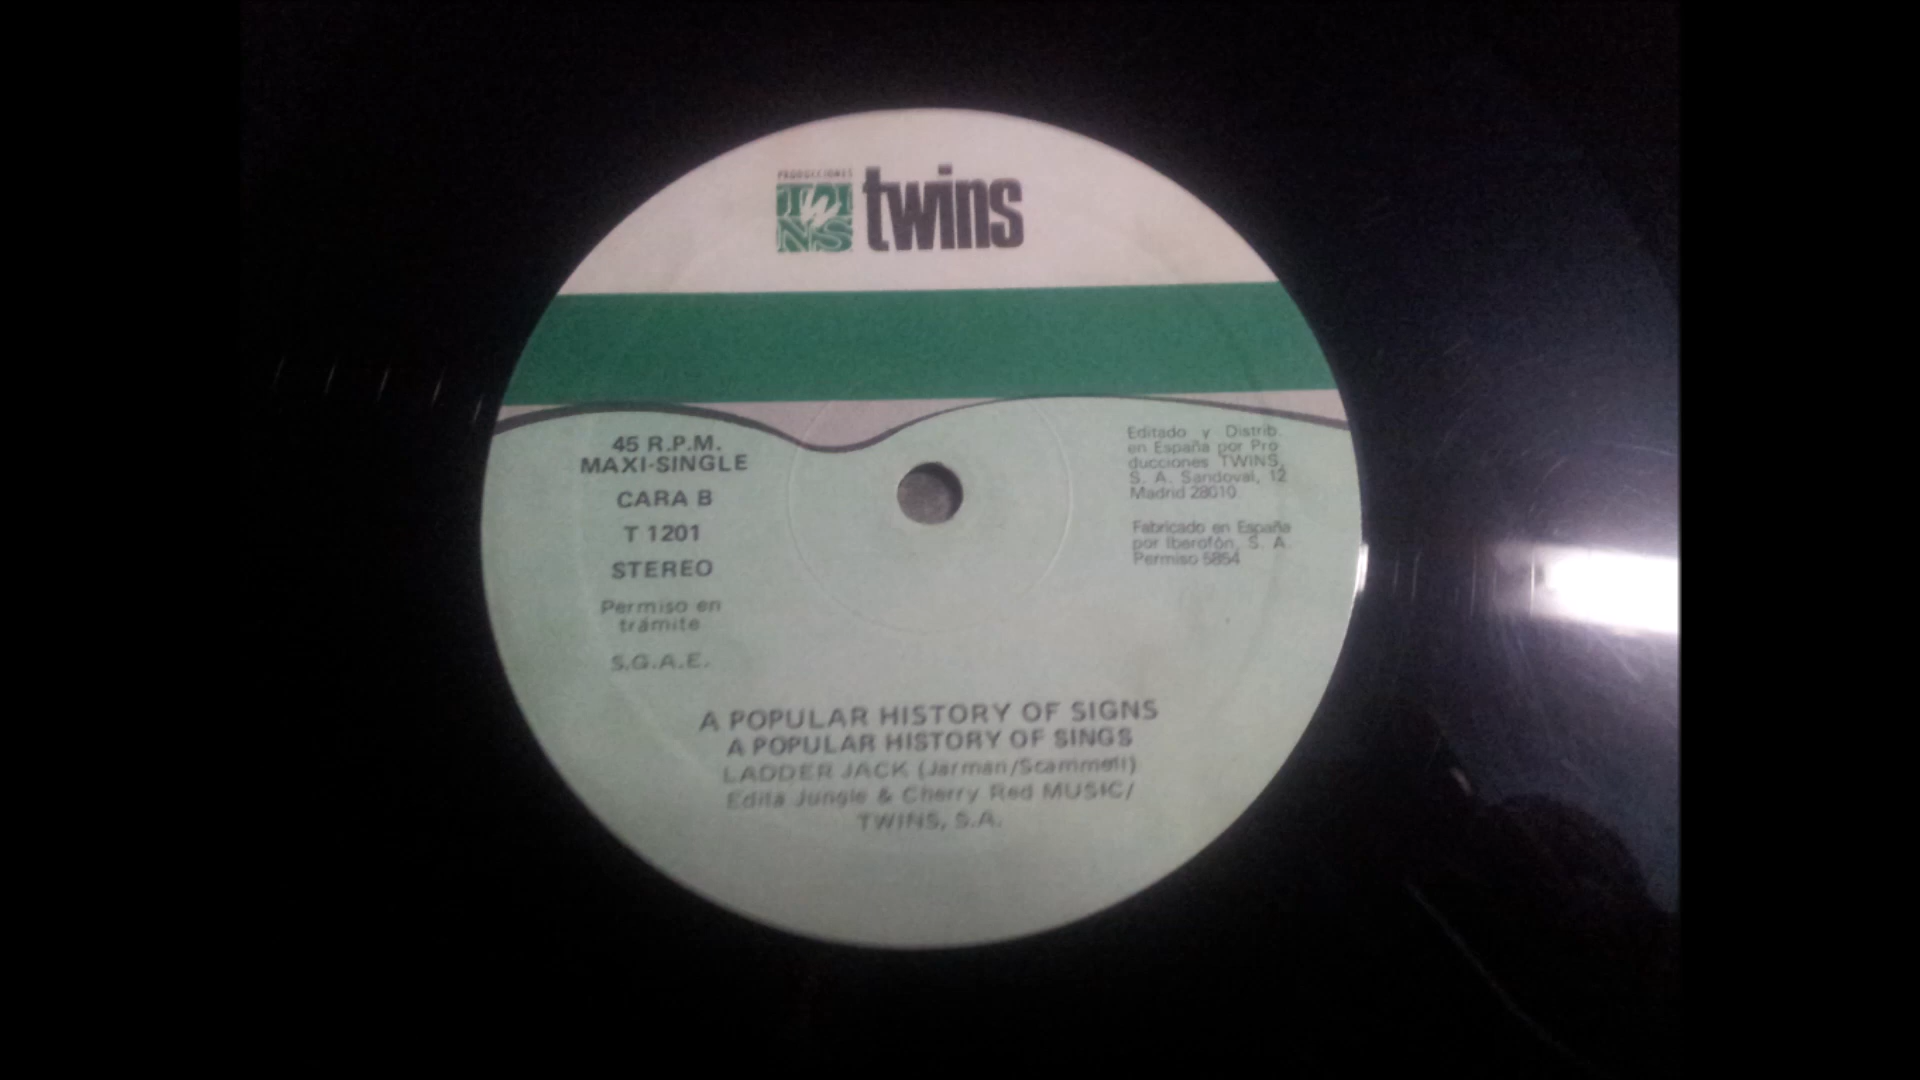 PRODUCCIONES
TWINS
twins
45 R.P.M.
MAXI-SINGLE
CARA B
T 1201
STEREO
Permiso en
trámite
S.G.A.E.
Editado y Distrib.
en España por Pro
ducciones TWINS,
S. A. Sandoval, 12
Madrid 28010
Fabricado en España
por Iberofón, S. A.
Permiso 5854
A POPULAR HISTORY OF SIGNS
A POPULAR HISTORY OF SINGS
LADDER JACK (Jarman/Scammell)
Edita Jungle & Cherry Red MUSIC/
TWINS, S.A.